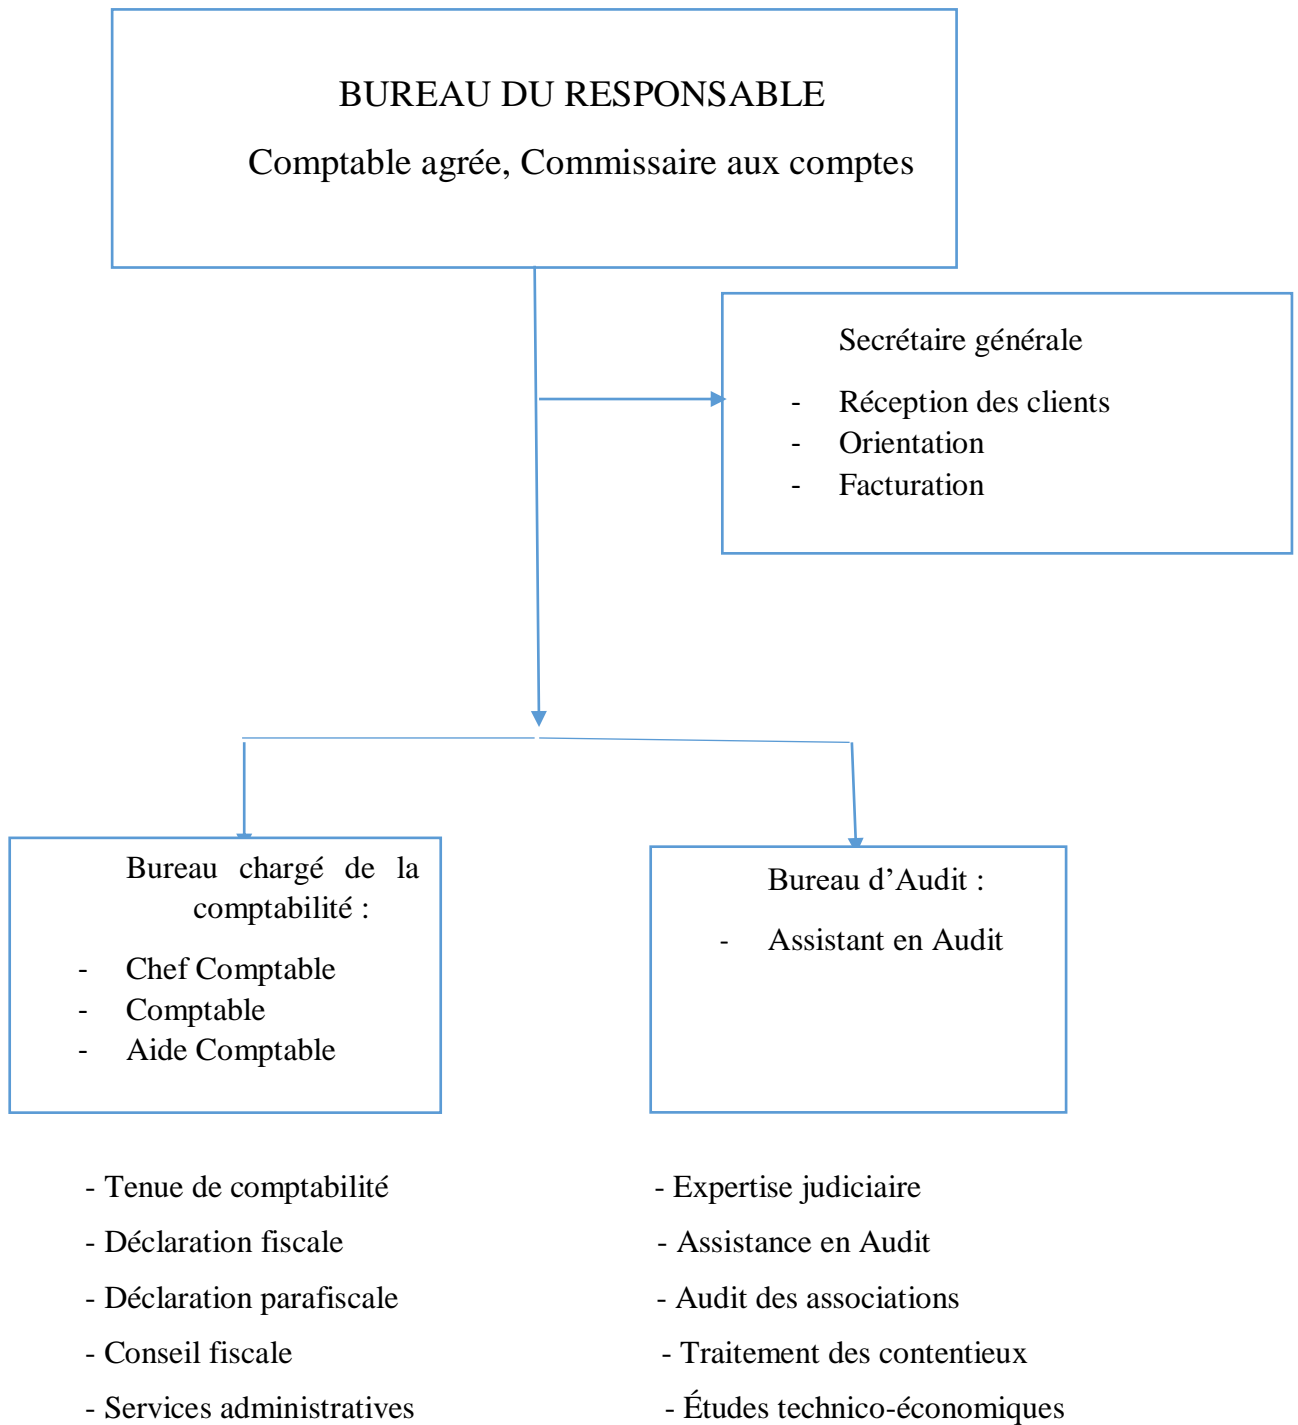 BUREAU DU RESPONSABLE
Comptable agrée, Commissaire aux comptes
Secrétaire générale
- Réception des clients
- Orientation
- Facturation
Bureau chargé de la
comptabilité :
- Chef Comptable
- Comptable
- Aide Comptable
Bureau d’Audit :
- Assistant en Audit
- Tenue de comptabilité
- Déclaration fiscale
- Déclaration parafiscale
- Conseil fiscale
- Services administratives
- Expertise judiciaire
- Assistance en Audit
- Audit des associations
- Traitement des contentieux
- Études technico-économiques